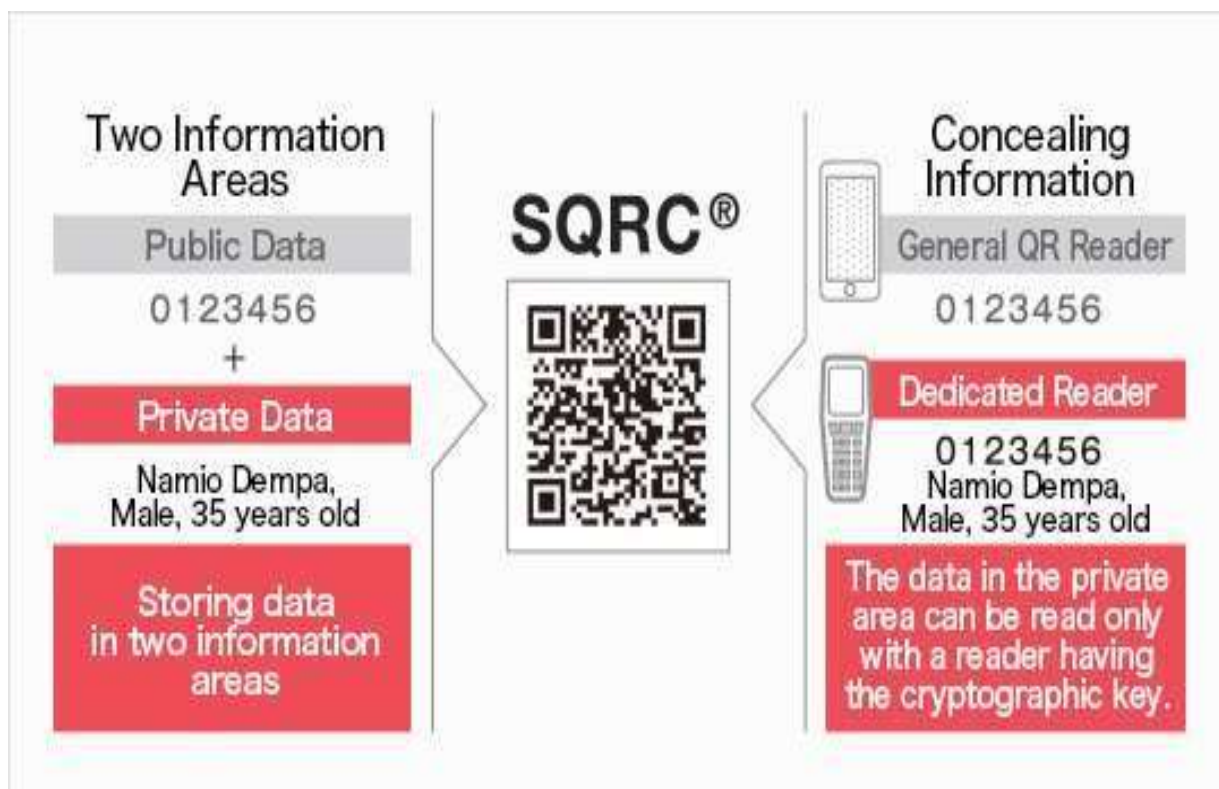 Two Information
Areas
Public Data
0123456
+
Private Data
Namio Dempa,
Male, 35 years old
Storing data
in two information
areas
SQRC®
Concealing
Information
General QR Reader
0123456
Dedicated Reader
0123456
Namio Dempa,
Male, 35 years old
The data in the private
area can be read only
with a reader having
the cryptographic key.